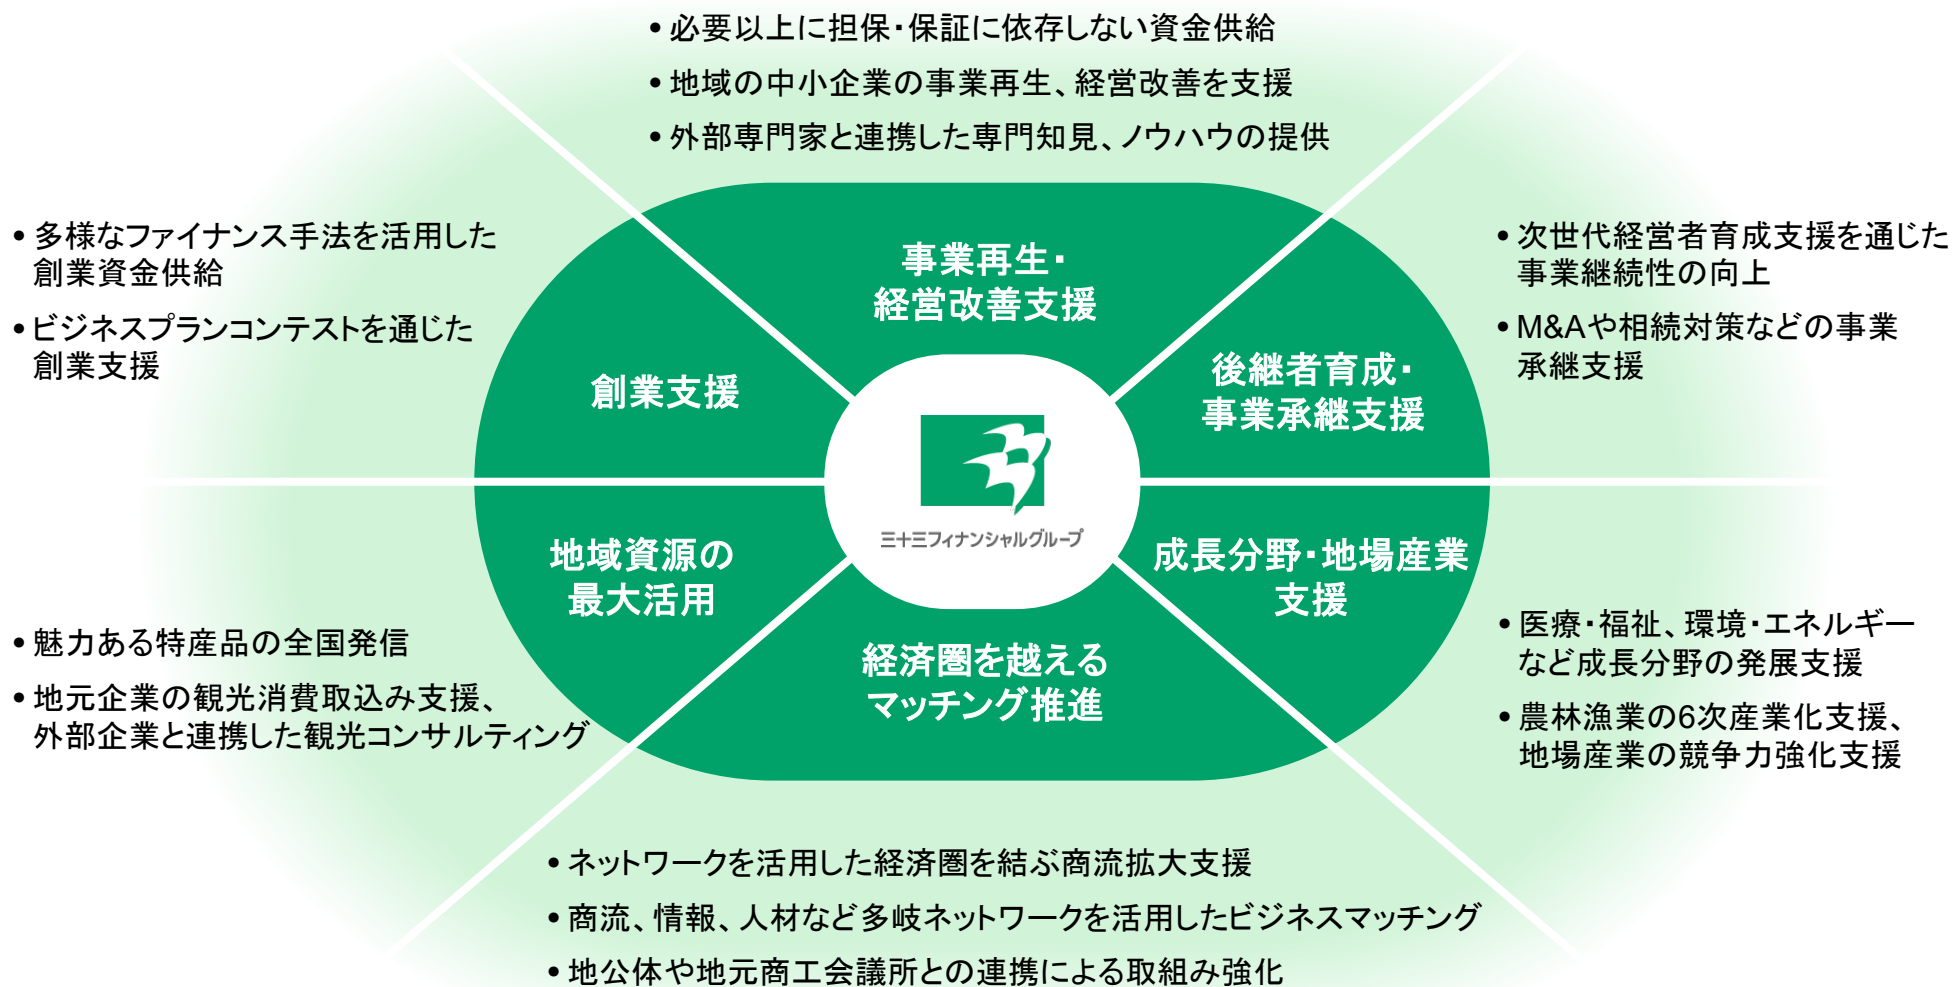 • 必要以上に担保・保証に依存しない資金供給
• 地域の中小企業の事業再生、経営改善を支援
• 外部専門家と連携した専門知見、ノウハウの提供
事業再生・
経営改善支援
• 多様なファイナンス手法を活用した
創業資金供給
• ビジネスプランコンテストを通じた
創業支援
創業支援
• 次世代経営者育成支援を通じた
事業継続性の向上
• M&Aや相続対策などの事業
承継支援
後継者育成・
事業承継支援
三十三フィナンシャルグループ
地域資源の
最大活用
• 魅力ある特産品の全国発信
• 地元企業の観光消費取込み支援、
外部企業と連携した観光コンサルティング
成長分野・地場産業
支援
• 医療・福祉、環境・エネルギー
など成長分野の発展支援
• 農林漁業の6次産業化支援、
地場産業の競争力強化支援
経済圏を越える
マッチング推進
• ネットワークを活用した経済圏を結ぶ商流拡大支援
• 商流、情報、人材など多岐ネットワークを活用したビジネスマッチング
• 地公体や地元商工会議所との連携による取組み強化